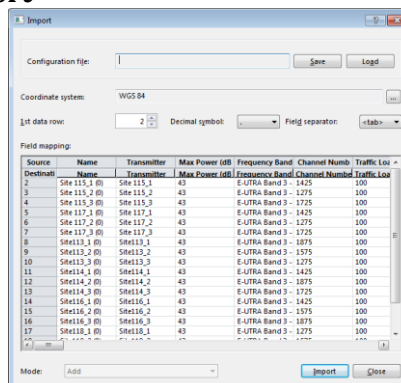 Import
Configuration file:
Save
Load
Coordinate system:
WGS 84
...
1st data row:
2
Decimal symbol:
.
Field separator:
<tab>
Field mapping:
Source Name Transmitter Max Power (dB Frequency Band Channel Numb Traffic Loa
Destinati Name Transmitter Max Power (dB Frequency Band Channel Numbe Traffic Loa
2 Site 115_1 (0) Site 115_1 43 E-UTRA Band 3 - 1425 100
3 Site 115_2 (0) Site 115_2 43 E-UTRA Band 3 - 1275 100
4 Site 115_3 (0) Site 115_3 43 E-UTRA Band 3 - 1725 100
5 Site 117_1 (0) Site 117_1 43 E-UTRA Band 3 - 1425 100
6 Site 117_2 (0) Site 117_2 43 E-UTRA Band 3 - 1275 100
7 Site 117_3 (0) Site 117_3 43 E-UTRA Band 3 - 1725 100
8 Site113_1 (0) Site113_1 43 E-UTRA Band 3 - 1875 100
9 Site113_2 (0) Site113_2 43 E-UTRA Band 3 - 1575 100
10 Site113_3 (0) Site113_3 43 E-UTRA Band 3 - 1275 100
11 Site114_1 (0) Site114_1 43 E-UTRA Band 3 - 1425 100
12 Site114_2 (0) Site114_2 43 E-UTRA Band 3 - 1875 100
13 Site114_3 (0) Site114_3 43 E-UTRA Band 3 - 1725 100
14 Site116_1 (0) Site116_1 43 E-UTRA Band 3 - 1425 100
15 Site116_2 (0) Site116_2 43 E-UTRA Band 3 - 1575 100
16 Site116_3 (0) Site116_3 43 E-UTRA Band 3 - 1875 100
17 Site118_1 (0) Site118_1 43 E-UTRA Band 3 - 1275 100
Mode:
Add
Import
Close